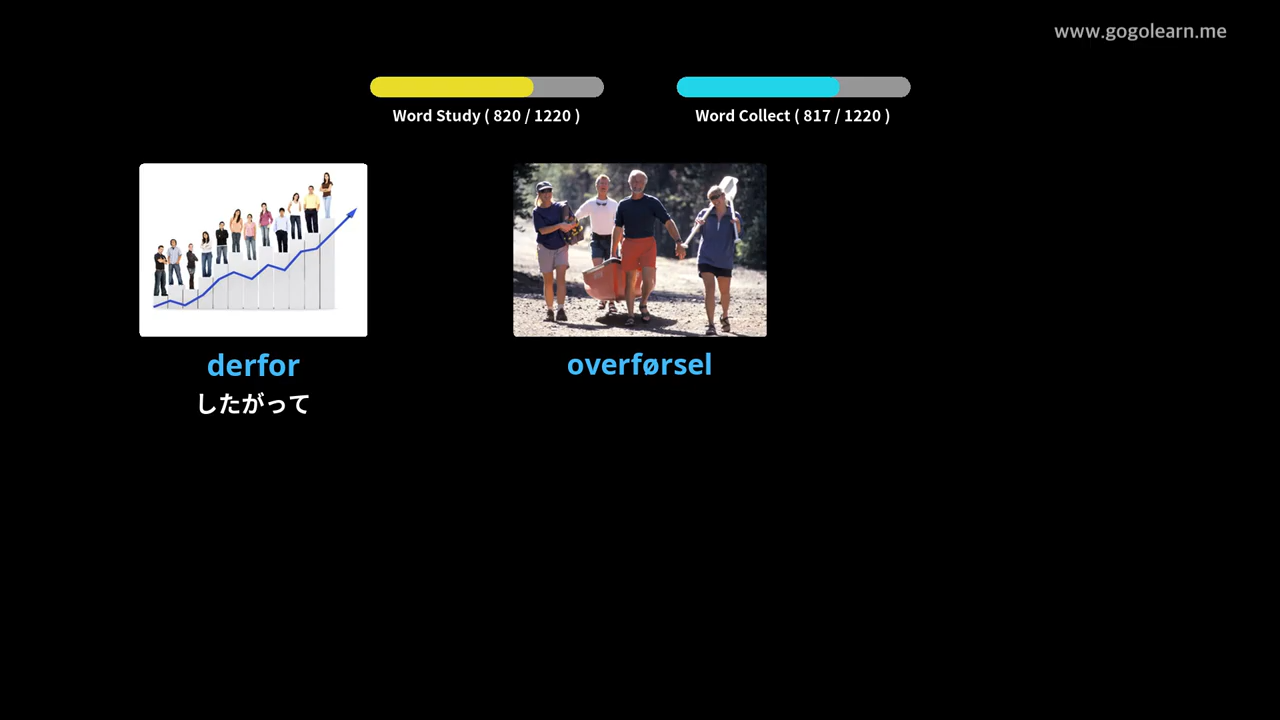 www.gogolearn.me
Word Study ( 820 / 1220 )
Word Collect ( 817 / 1220 )
derfor
overførsel
したがって